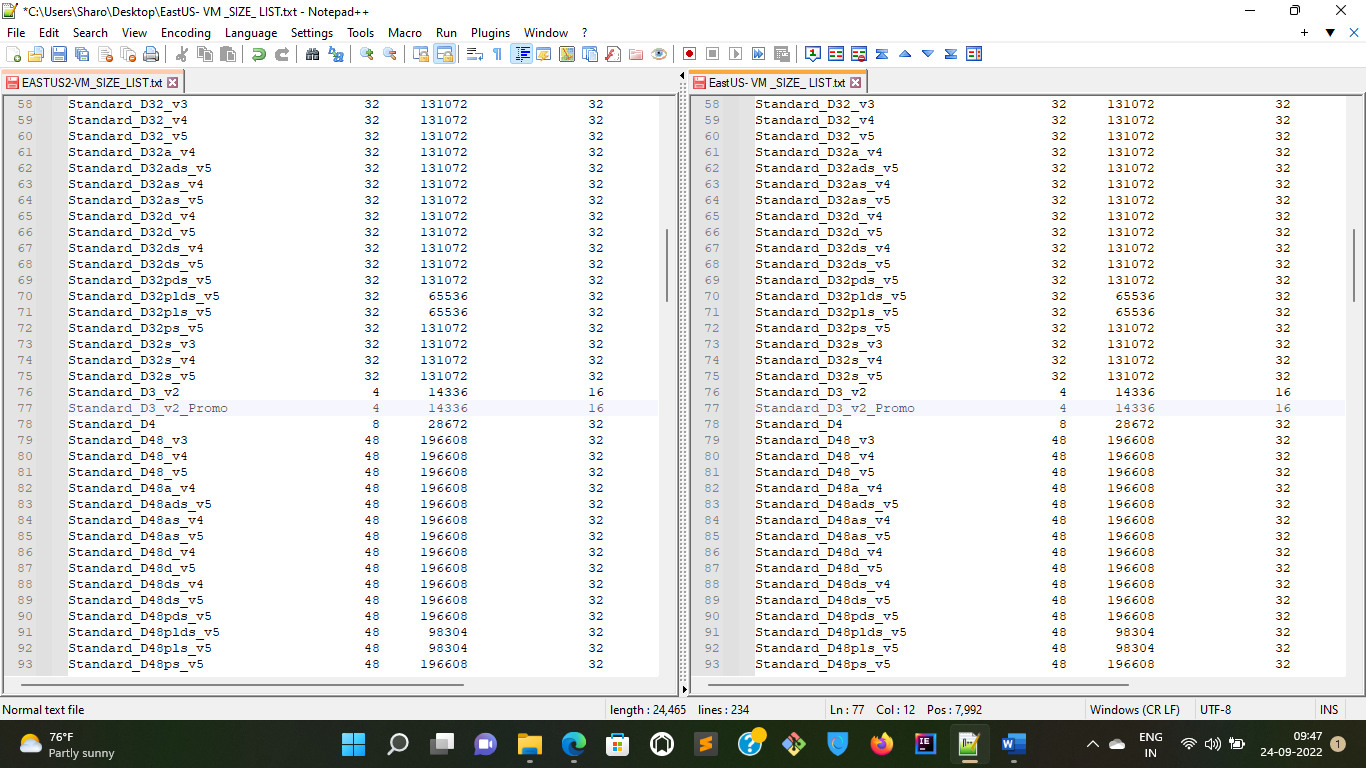 *C:\Users\Sharo\Desktop\EastUS- VM _SIZE_ LIST.txt - Notepad++
File Edit Search View Encoding Language Settings Tools Macro Run Plugins Window ?
EASTUS2-VM_SIZE_LIST.txt
58 Standard_D32_v3 32 131072 32
59 Standard_D32_v4 32 131072 32
60 Standard_D32_v5 32 131072 32
61 Standard_D32a_v4 32 131072 32
62 Standard_D32ads_v5 32 131072 32
63 Standard_D32as_v4 32 131072 32
64 Standard_D32as_v5 32 131072 32
65 Standard_D32d_v4 32 131072 32
66 Standard_D32d_v5 32 131072 32
67 Standard_D32ds_v4 32 131072 32
68 Standard_D32ds_v5 32 131072 32
69 Standard_D32pds_v5 32 131072 32
70 Standard_D32plds_v5 32 65536 32
71 Standard_D32pls_v5 32 65536 32
72 Standard_D32ps_v5 32 131072 32
73 Standard_D32s_v3 32 131072 32
74 Standard_D32s_v4 32 131072 32
75 Standard_D32s_v5 32 131072 32
76 Standard_D3_v2 4 14336 16
77 Standard_D3_v2_Promo 4 14336 16
78 Standard_D4 8 28672 32
79 Standard_D48_v3 48 196608 32
80 Standard_D48_v4 48 196608 32
81 Standard_D48_v5 48 196608 32
82 Standard_D48a_v4 48 196608 32
83 Standard_D48ads_v5 48 196608 32
84 Standard_D48as_v4 48 196608 32
85 Standard_D48as_v5 48 196608 32
86 Standard_D48d_v4 48 196608 32
87 Standard_D48d_v5 48 196608 32
88 Standard_D48ds_v4 48 196608 32
89 Standard_D48ds_v5 48 196608 32
90 Standard_D48pds_v5 48 196608 32
91 Standard_D48plds_v5 48 98304 32
92 Standard_D48pls_v5 48 98304 32
93 Standard_D48ps_v5 48 196608 32
EastUS- VM _SIZE_ LIST.txt
58 Standard_D32_v3 32 131072 32
59 Standard_D32_v4 32 131072 32
60 Standard_D32_v5 32 131072 32
61 Standard_D32a_v4 32 131072 32
62 Standard_D32ads_v5 32 131072 32
63 Standard_D32as_v4 32 131072 32
64 Standard_D32as_v5 32 131072 32
65 Standard_D32d_v4 32 131072 32
66 Standard_D32d_v5 32 131072 32
67 Standard_D32ds_v4 32 131072 32
68 Standard_D32ds_v5 32 131072 32
69 Standard_D32pds_v5 32 131072 32
70 Standard_D32plds_v5 32 65536 32
71 Standard_D32pls_v5 32 65536 32
72 Standard_D32ps_v5 32 131072 32
73 Standard_D32s_v3 32 131072 32
74 Standard_D32s_v4 32 131072 32
75 Standard_D32s_v5 32 131072 32
76 Standard_D3_v2 4 14336 16
77 Standard_D3_v2_Promo 4 14336 16
78 Standard_D4 8 28672 32
79 Standard_D48_v3 48 196608 32
80 Standard_D48_v4 48 196608 32
81 Standard_D48_v5 48 196608 32
82 Standard_D48a_v4 48 196608 32
83 Standard_D48ads_v5 48 196608 32
84 Standard_D48as_v4 48 196608 32
85 Standard_D48as_v5 48 196608 32
86 Standard_D48d_v4 48 196608 32
87 Standard_D48d_v5 48 196608 32
88 Standard_D48ds_v4 48 196608 32
89 Standard_D48ds_v5 48 196608 32
90 Standard_D48pds_v5 48 196608 32
91 Standard_D48plds_v5 48 98304 32
92 Standard_D48pls_v5 48 98304 32
93 Standard_D48ps_v5 48 196608 32
Normal text file length : 24,465 lines : 234 Ln : 77 Col : 12 Pos : 7,992 Windows (CR LF) UTF-8 INS
76°F
Partly sunny
ENG
IN
09:47
24-09-2022
1